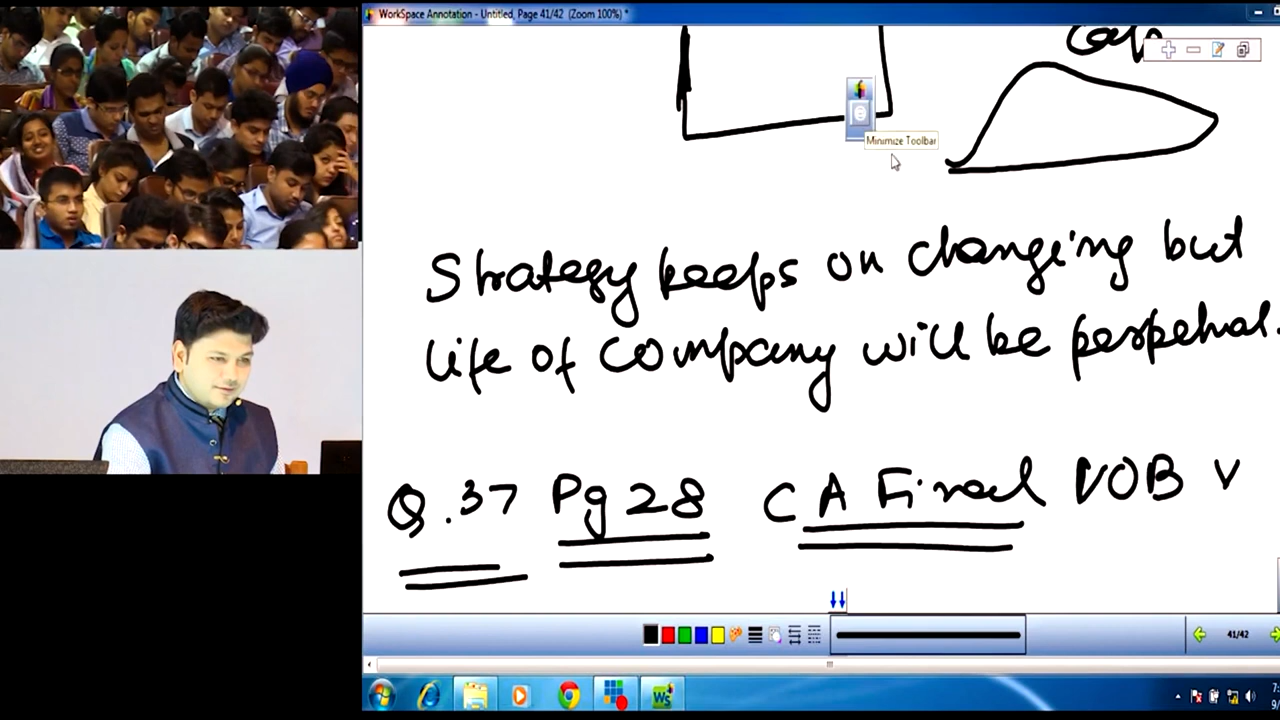 WorkSpace Annotation - Untitled, Page 41/42 (Zoom 100%) *
Minimize Toolbar
Strategy keeps on changing but
life of company will be perpetual.
Q.37 Pg 28 CA Final NOB V
41/42